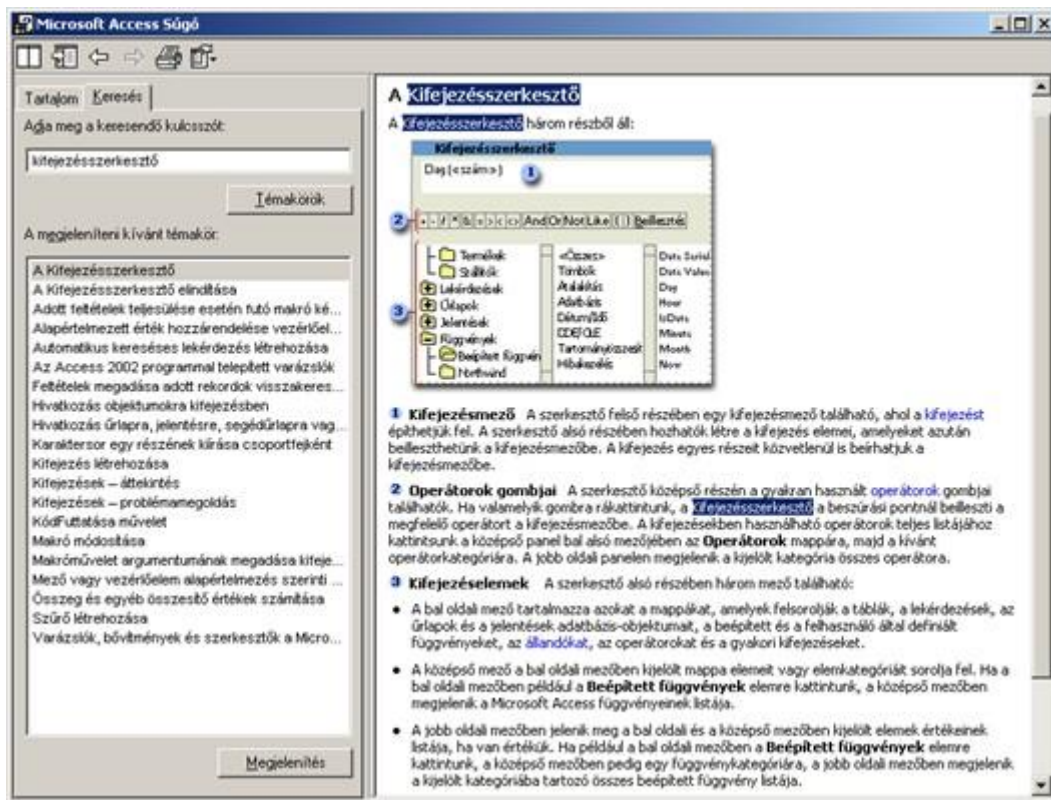 Microsoft Access Súgó
Tartalom Keresés
Adja meg a keresendő kulcsszót:
kifejezésszerkesztő
Témakörök
A megjeleníteni kívánt témakör:
A Kifejezésszerkesztő
A Kifejezésszerkesztő elindítása
Adott feltételek teljesülése esetén futó makró ké...
Alapértelmezett érték hozzárendelése vezérlőel...
Automatikus kereséses lekérdezés létrehozása
Az Access 2002 programmal telepített varázslók
Feltételek megadása adott rekordok visszakeres...
Hivatkozás objektumokra kifejezésben
Hivatkozás űrlapra, jelentésre, segédűrlapra vag...
Karaktersor egy részének kiírása csoportfejként
Kifejezés létrehozása
Kifejezések – áttekintés
Kifejezések – problémamegoldás
KódFuttatása művelet
Makró módosítása
Makróművelet argumentumának megadása kifeje...
Mező vagy vezérlőelem alapértelmezés szerinti ...
Összeg és egyéb összesítő értékek számítása
Szűrő létrehozása
Varázslók, bővítmények és szerkesztők a Micro...
Megjelenítés
A Kifejezésszerkesztő
A Kifejezésszerkesztő három részből áll:
Kifejezésszerkesztő
Day(«szám») 1
2 + - / * & = > < <> And Or Not Like ( ) Beillesztés
3
Termékek
Szállítók
Lekérdezések
Űrlapok
Jelentések
Függvények
Beépített függvén
Northwind
<Összes>
Tömbök
Átalakítás
Adatbázis
Dátum/Idő
DDE/OLE
Tartományösszesít
Hibakezelés
Date Serial
Date Value
Day
Hour
IsDate
Minute
Month
Now
1 Kifejezésmező A szerkesztő felső részében egy kifejezésmező található, ahol a kifejezést
építhetjük fel. A szerkesztő alsó részében hozhatók létre a kifejezés elemei, amelyeket azután
beilleszthetünk a kifejezésmezőbe. A kifejezés egyes részeit közvetlenül is beírhatjuk a
kifejezésmezőbe.
2 Operátorok gombjai A szerkesztő középső részén a gyakran használt operátorok gombjai
találhatók. Ha valamelyik gombra rákattintunk, a Kifejezésszerkesztő a beszúrási pontnál beilleszti a
megfelelő operátort a kifejezésmezőbe. A kifejezésekben használható operátorok teljes listájához
kattintsunk a középső panel bal alsó mezőjében az Operátorok mappára, majd a kívánt
operátorkategóriára. A jobb oldali panelen megjelenik a kijelölt kategória összes operátora.
3 Kifejezéselemek A szerkesztő alsó részében három mező található:
• A bal oldali mező tartalmazza azokat a mappákat, amelyek felsorolják a táblák, a lekérdezések, az
űrlapok és a jelentések adatbázis-objektumait, a beépített és a felhasználó által definiált
függvényeket, az állandókat, az operátorokat és a gyakori kifejezéseket.
• A középső mező a bal oldali mezőben kijelölt mappa elemeit vagy elemkategóriáit sorolja fel. Ha a
bal oldali mezőben például a Beépített függvények elemre kattintunk, a középső mezőben
megjelenik a Microsoft Access függvényeinek listája.
• A jobb oldali mezőben jelenik meg a bal oldali és a középső mezőben kijelölt elemek értékeinek
listája, ha van értékük. Ha például a bal oldali mezőben a Beépített függvények elemre
kattintunk, a középső mezőben pedig egy függvénykategóriára, a jobb oldali mezőben megjelenik
a kijelölt kategóriába tartozó összes beépített függvény listája.